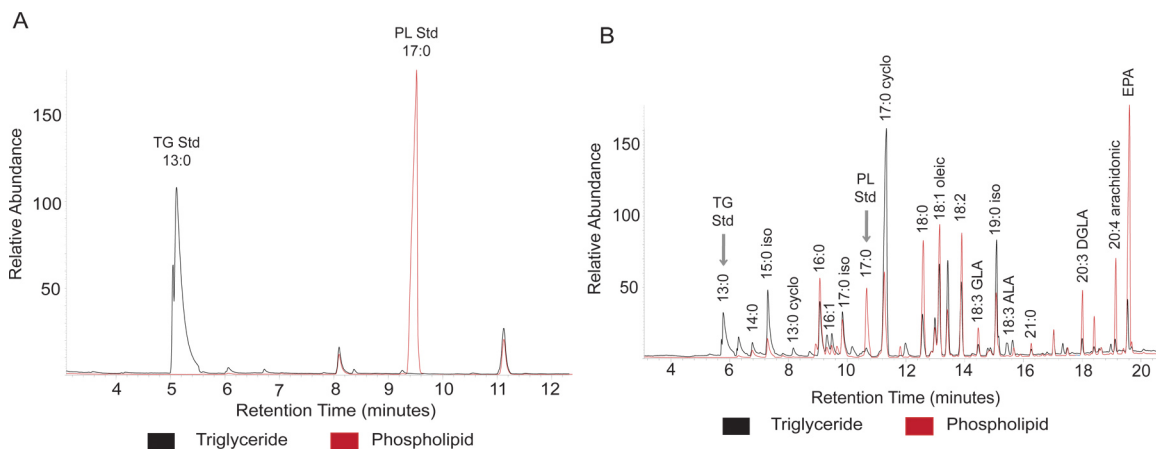 A
PL Std
17:0
TG Std
13:0
150
100
50
Relative Abundance
4 5 6 7 8 9 10 11 12
Retention Time (minutes)
Triglyceride Phospholipid
B
150
100
50
Relative Abundance
TG
Std
13:0
14:0
15:0 iso
13:0 cyclo
16:0
16:1
17:0 iso
PL
Std
17:0
17:0 cyclo
18:0
18:1 oleic
18:2
18:3 GLA
19:0 iso
18:3 ALA
21:0
20:3 DGLA
20:4 arachidonic
EPA
4 6 8 10 12 14 16 18 20
Retention Time (minutes)
Triglyceride Phospholipid